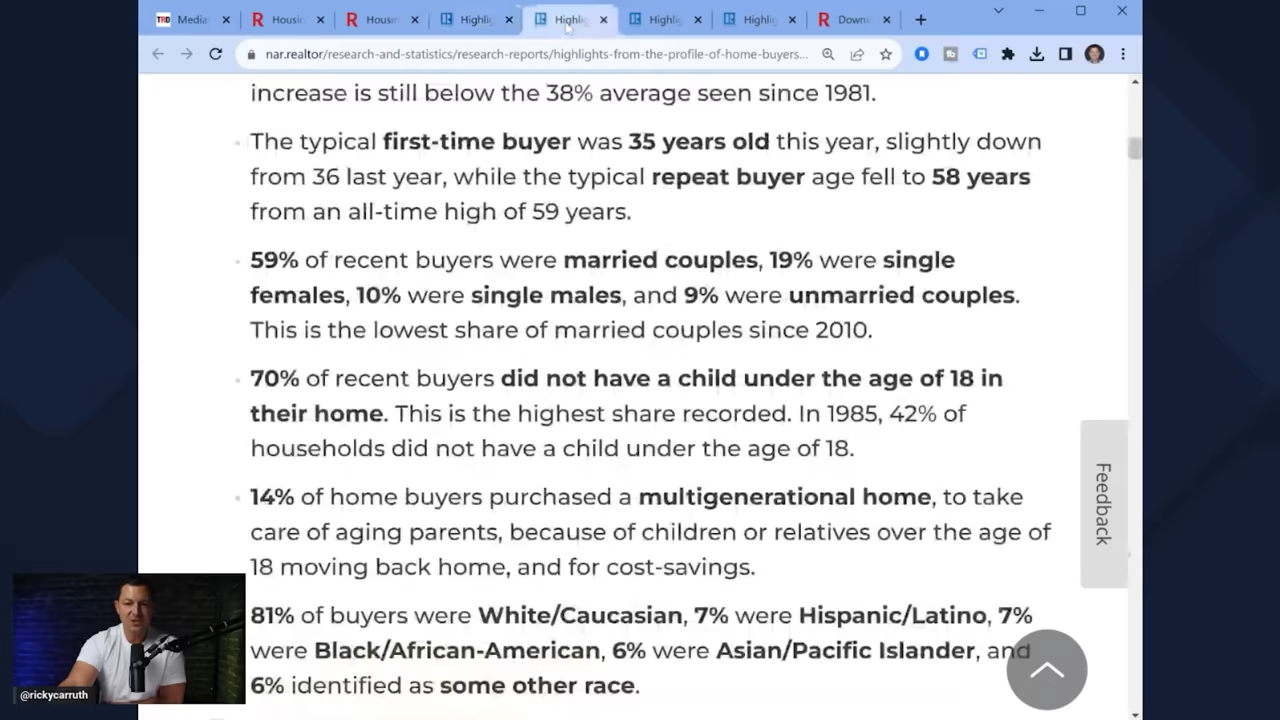 Media
Housin
Housin
Highlig
Highlig
Highlig
Highlig
Downl
nar.realtor/research-and-statistics/research-reports/highlights-from-the-profile-of-home-buyers...
increase is still below the 38% average seen since 1981.
The typical first-time buyer was 35 years old this year, slightly down
from 36 last year, while the typical repeat buyer age fell to 58 years
from an all-time high of 59 years.
59% of recent buyers were married couples, 19% were single
females, 10% were single males, and 9% were unmarried couples.
This is the lowest share of married couples since 2010.
70% of recent buyers did not have a child under the age of 18 in
their home. This is the highest share recorded. In 1985, 42% of
households did not have a child under the age of 18.
14% of home buyers purchased a multigenerational home, to take
care of aging parents, because of children or relatives over the age of
18 moving back home, and for cost-savings.
81% of buyers were White/Caucasian, 7% were Hispanic/Latino, 7%
were Black/African-American, 6% were Asian/Pacific Islander, and
6% identified as some other race.
Feedback
@rickycarruth